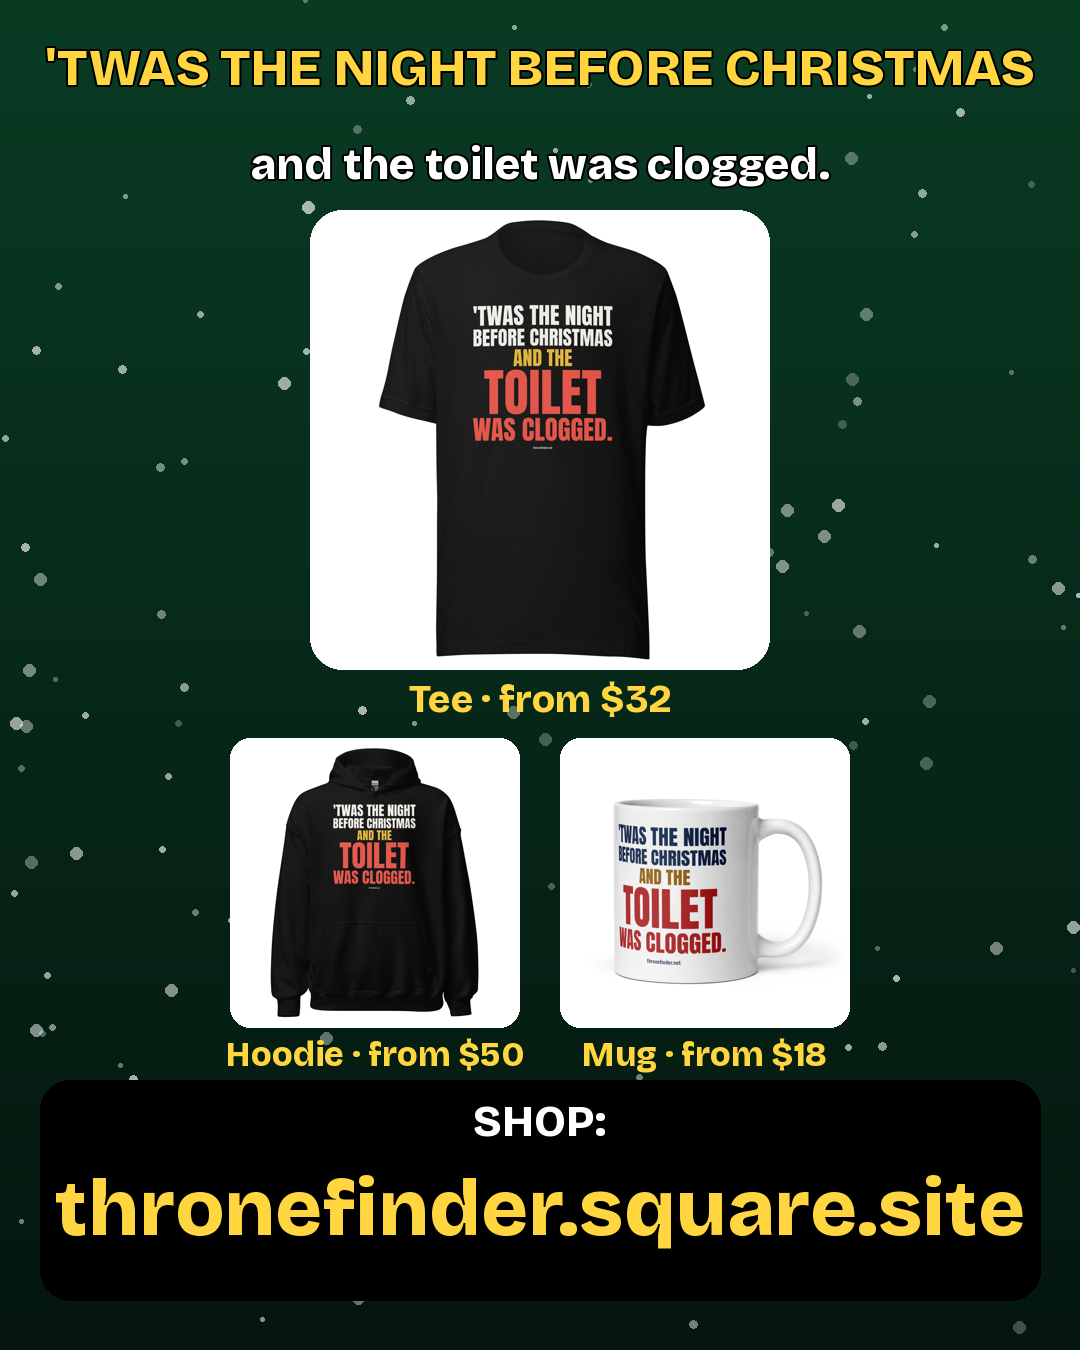 'TWAS THE NIGHT BEFORE CHRISTMAS
and the toilet was clogged.
'TWAS THE NIGHT
BEFORE CHRISTMAS
AND THE
TOILET
WAS CLOGGED.
thronefinder.net
Tee · from $32
'TWAS THE NIGHT
BEFORE CHRISTMAS
AND THE
TOILET
WAS CLOGGED.
Hoodie · from $50
'TWAS THE NIGHT
BEFORE CHRISTMAS
AND THE
TOILET
WAS CLOGGED.
thronefinder.net
Mug · from $18
SHOP:
thronefinder.square.site